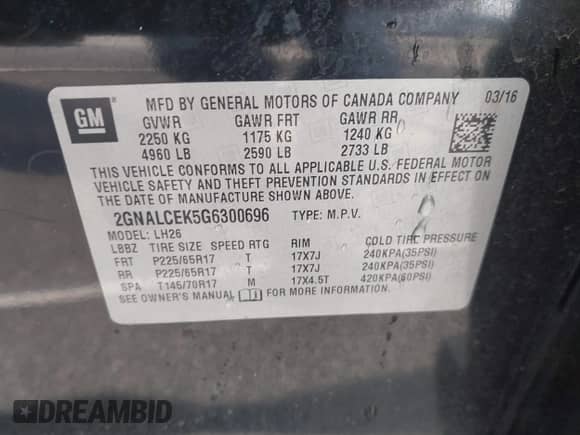 GM
MFD BY GENERAL MOTORS OF CANADA COMPANY 03/16
GVWR GAWR FRT GAWR RR
2250 KG 1175 KG 1240 KG
4960 LB 2590 LB 2733 LB
THIS VEHICLE CONFORMS TO ALL APPLICABLE U.S. FEDERAL MOTOR
VEHICLE SAFETY AND THEFT PREVENTION STANDARDS IN EFFECT ON
THE DATE OF MANUFACTURE SHOWN ABOVE.
2GNALCEK5G6300696 TYPE: M.P.V.
MODEL: LH26
LBBZ TIRE SIZE SPEED RTG RIM COLD TIRE PRESSURE
FRT P225/65R17 T 17X7J 240KPA(35PSI)
RR P225/65R17 T 17X7J 240KPA(35PSI)
SPA T145/70R17 M 17X4.5T 420KPA(60PSI)
SEE OWNER'S MANUAL FOR MORE INFORMATION.
DREAMBID